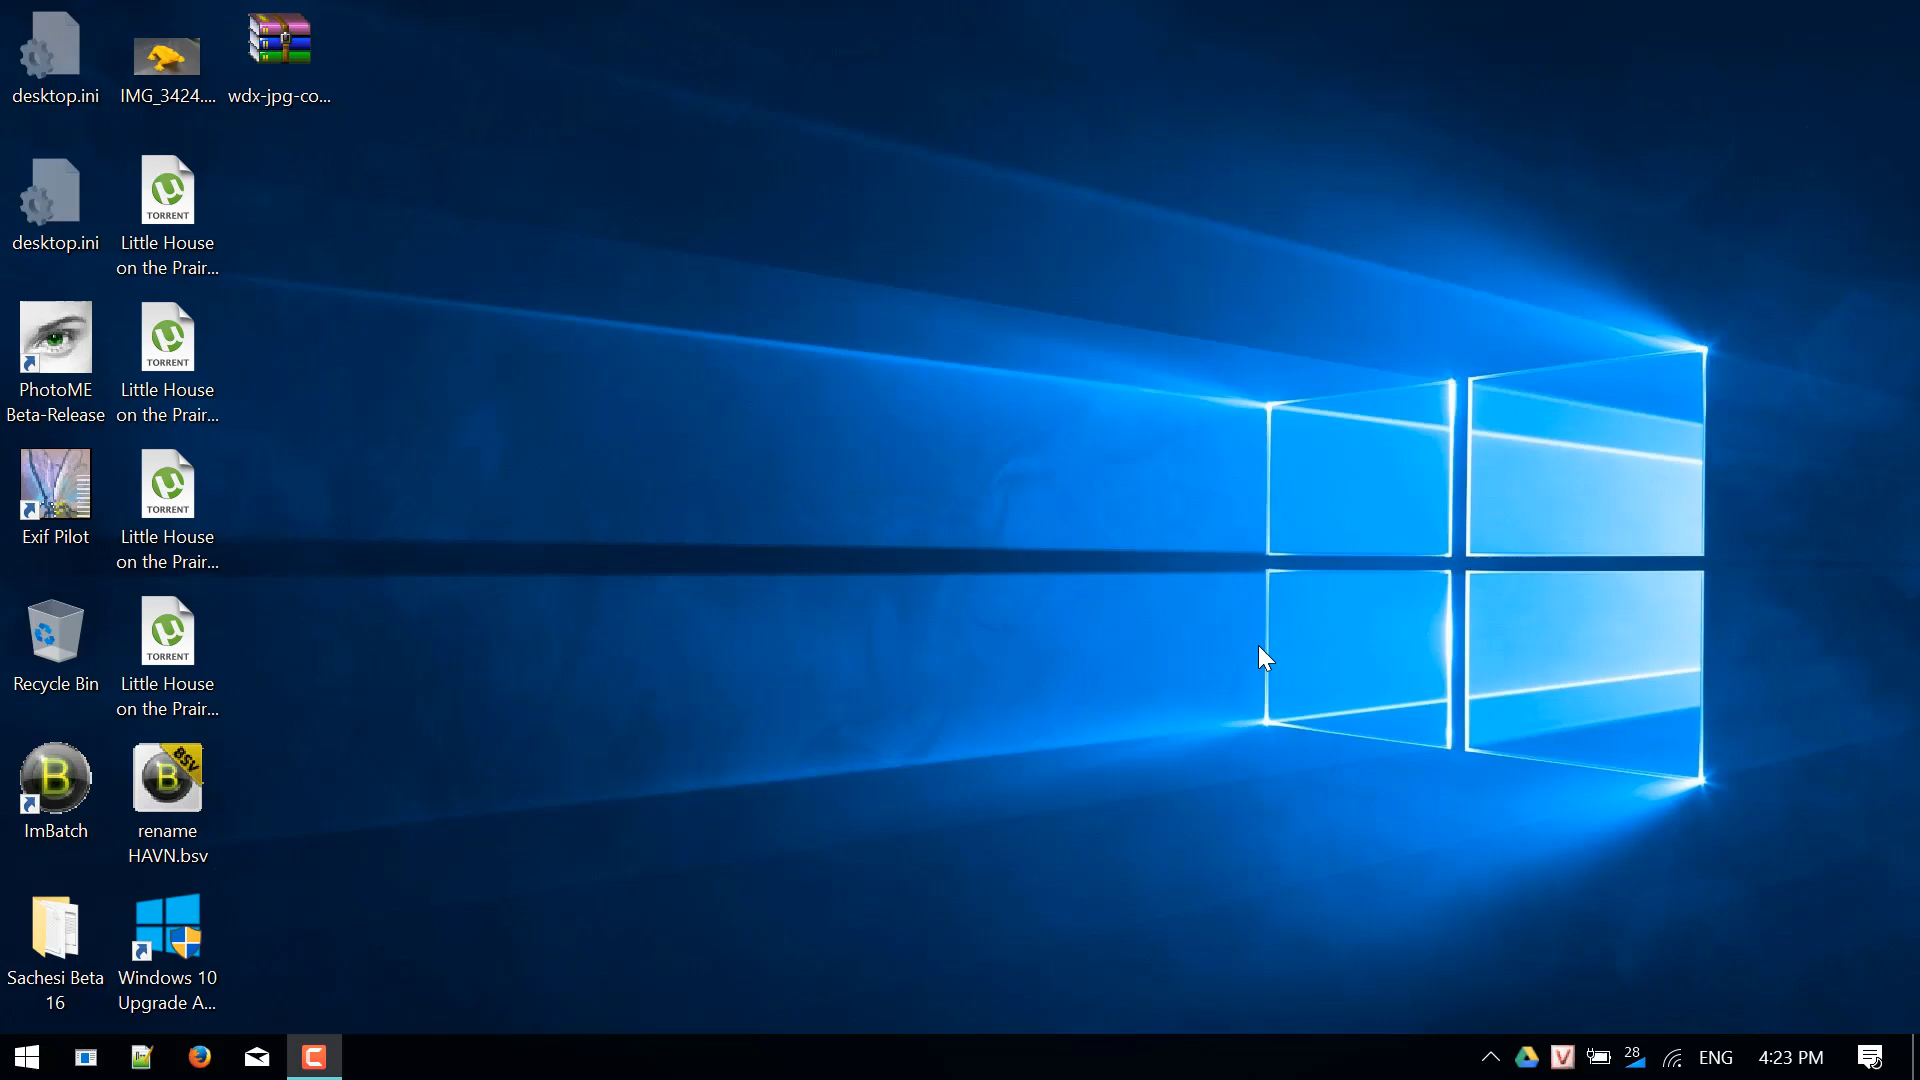 desktop.ini
IMG_3424....
wdx-jpg-co...
desktop.ini
TORRENT
Little House
on the Prair...
PhotoME
Beta-Release
TORRENT
Little House
on the Prair...
Exif Pilot
TORRENT
Little House
on the Prair...
Recycle Bin
TORRENT
Little House
on the Prair...
B
ImBatch
BSV
B
rename
HAVN.bsv
Sachesi Beta
16
Windows 10
Upgrade A...
C
V
28
ENG
4:23 PM